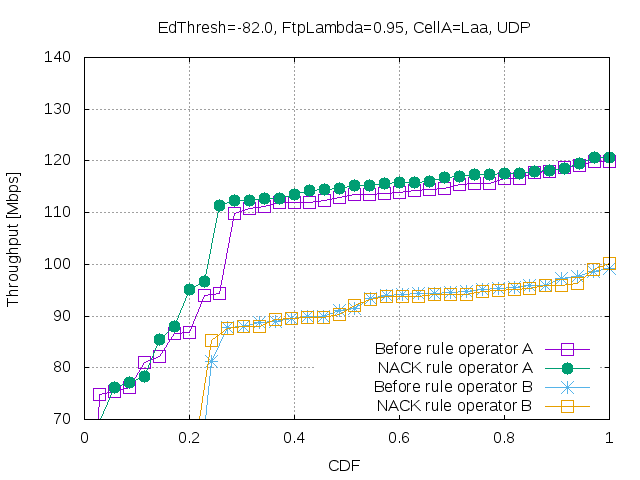 EdThresh=-82.0, FtpLambda=0.95, CellA=Laa, UDP
140
130
120
110
100
90
80
70
Throughput [Mbps]
Before rule operator A
NACK rule operator A
Before rule operator B
NACK rule operator B
0 0.2 0.4 0.6 0.8 1
CDF